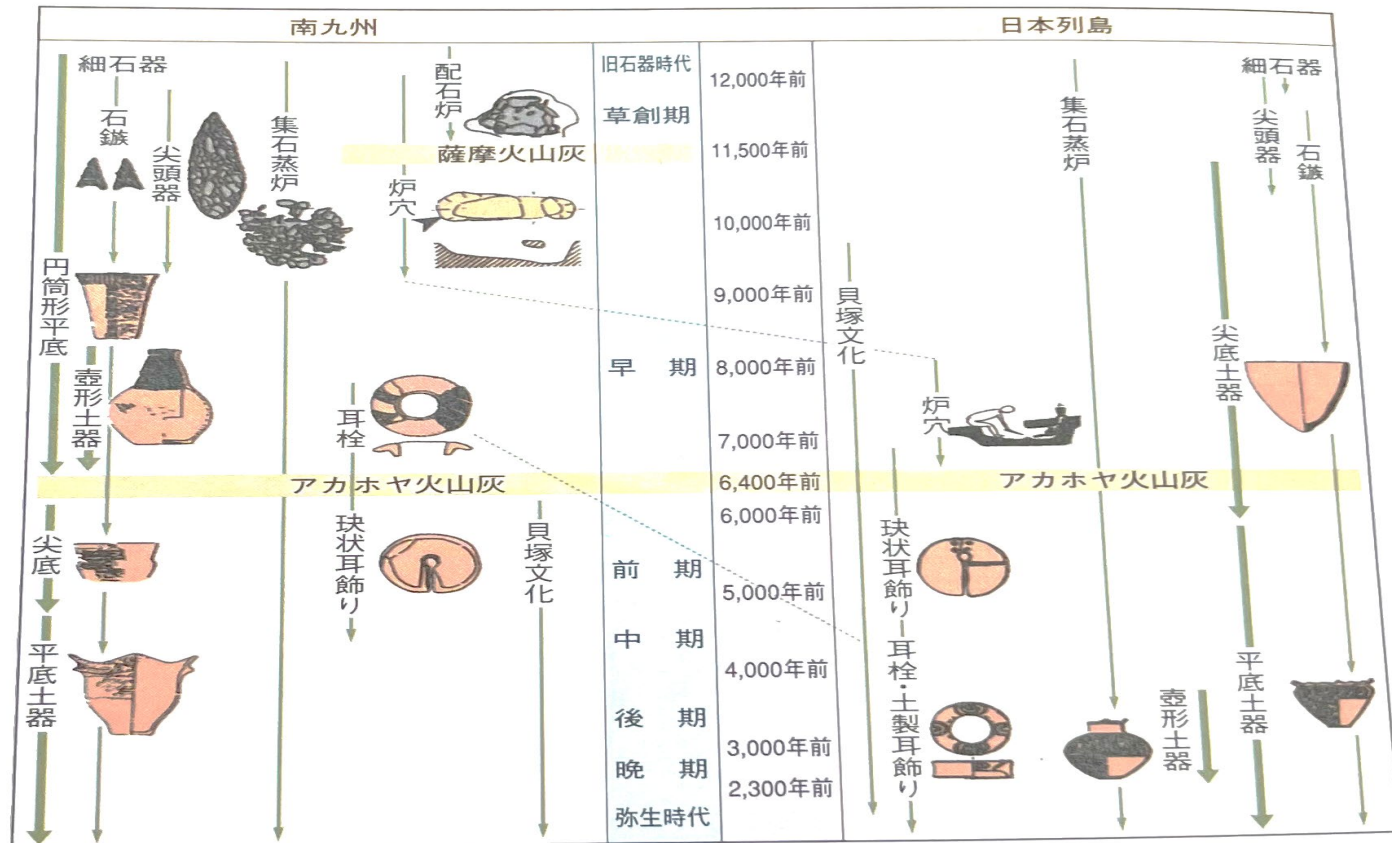 南九州
日本列島
細石器
石鏃
尖頭器
集石蒸炉
配石炉
炉穴
薩摩火山灰
円筒形平底
壺形土器
耳栓
アカホヤ火山灰
尖底
玦状耳飾り
貝塚文化
平底土器
旧石器時代
草創期
早期
前期
中期
後期
晩期
弥生時代
12,000年前
11,500年前
10,000年前
9,000年前
8,000年前
7,000年前
6,400年前
6,000年前
5,000年前
4,000年前
3,000年前
2,300年前
細石器
尖頭器
石鏃
集石蒸炉
貝塚文化
尖底土器
炉穴
アカホヤ火山灰
玦状耳飾り
耳栓・土製耳飾り
壺形土器
平底土器